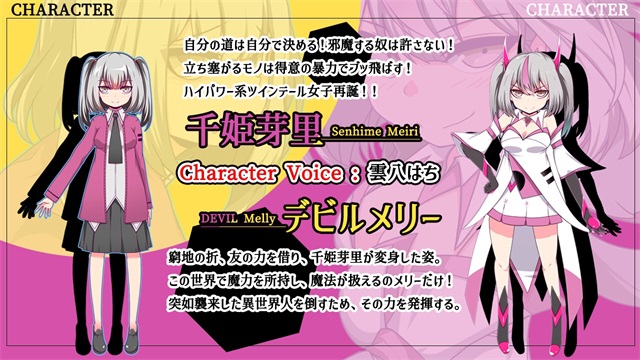 CHARACTER
CHARACTER
自分の道は自分で決める!邪魔する奴は許さない!
立ち塞がるモノは得意の暴力でブッ飛ばす!
ハイパワー系ツインテール女子再誕!!
千姫芽里 Senhime Meiri
Character Voice : 雲八はち
DEVIL Melly デビルメリー
窮地の折、友の力を借り、千姫芽里が変身した姿。
この世界で魔力を所持し、魔法が扱えるのメリーだけ!
突如襲来した異世界人を倒すため、その力を発揮する。